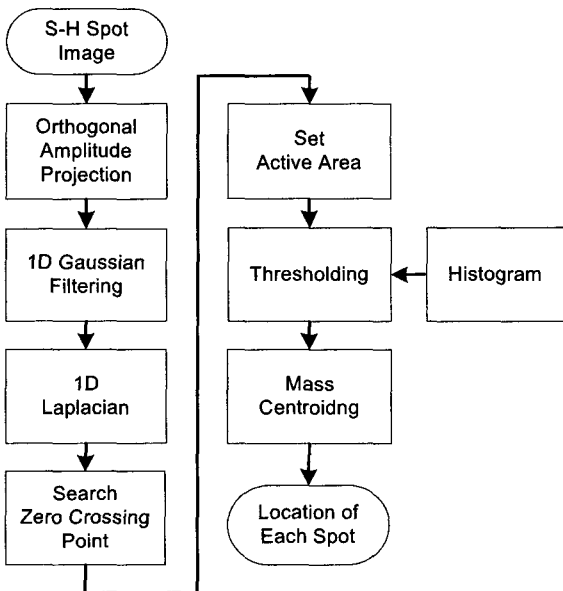 S-H Spot
Image
Orthogonal
Amplitude
Projection
1D Gaussian
Filtering
1D
Laplacian
Search
Zero Crossing
Point
Set
Active Area
Thresholding
Histogram
Mass
Centroidng
Location of
Each Spot